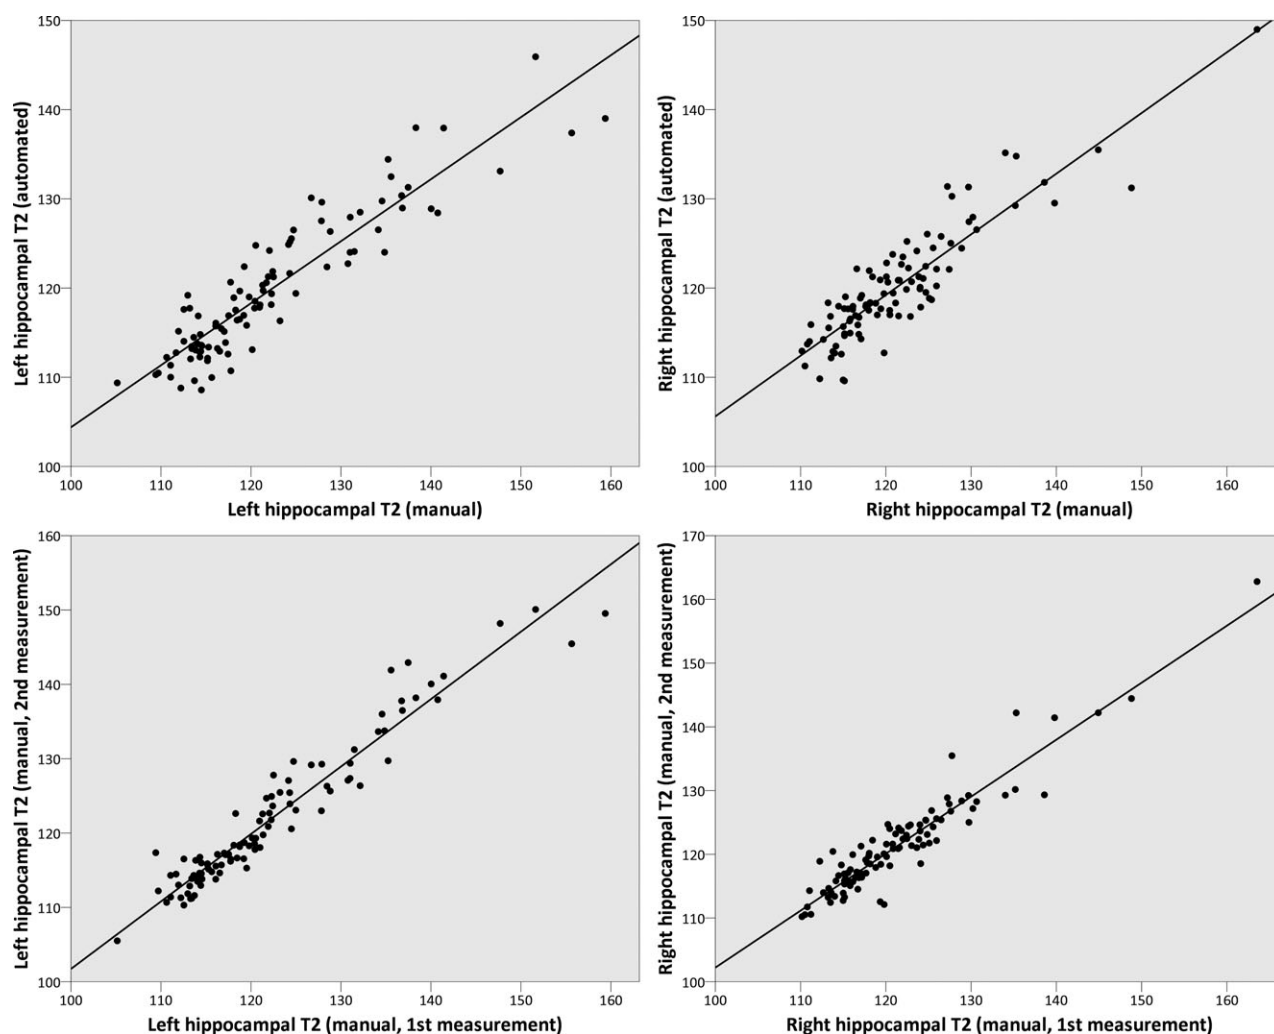 150
140
130
120
110
100
Left hippocampal T2 (automated)
100 110 120 130 140 150 160
Left hippocampal T2 (manual)
150
140
130
120
110
100
Right hippocampal T2 (automated)
100 110 120 130 140 150 160
Right hippocampal T2 (manual)
160
150
140
130
120
110
100
Left hippocampal T2 (manual, 2nd measurement)
100 110 120 130 140 150 160
Left hippocampal T2 (manual, 1st measurement)
170
160
150
140
130
120
110
100
Right hippocampal T2 (manual, 2nd measurement)
100 110 120 130 140 150 160
Right hippocampal T2 (manual, 1st measurement)